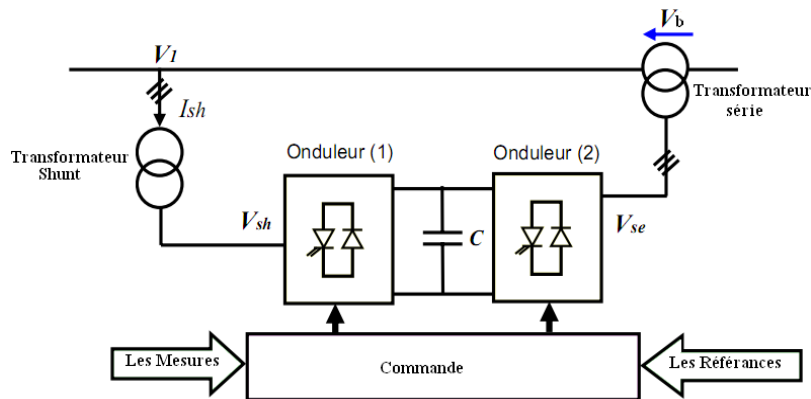 V1
Vb
Ish
Transformateur
Shunt
Transformateur
série
Onduleur (1)
Onduleur (2)
Vsh
C
Vse
Les Mesures
Commande
Les Référances